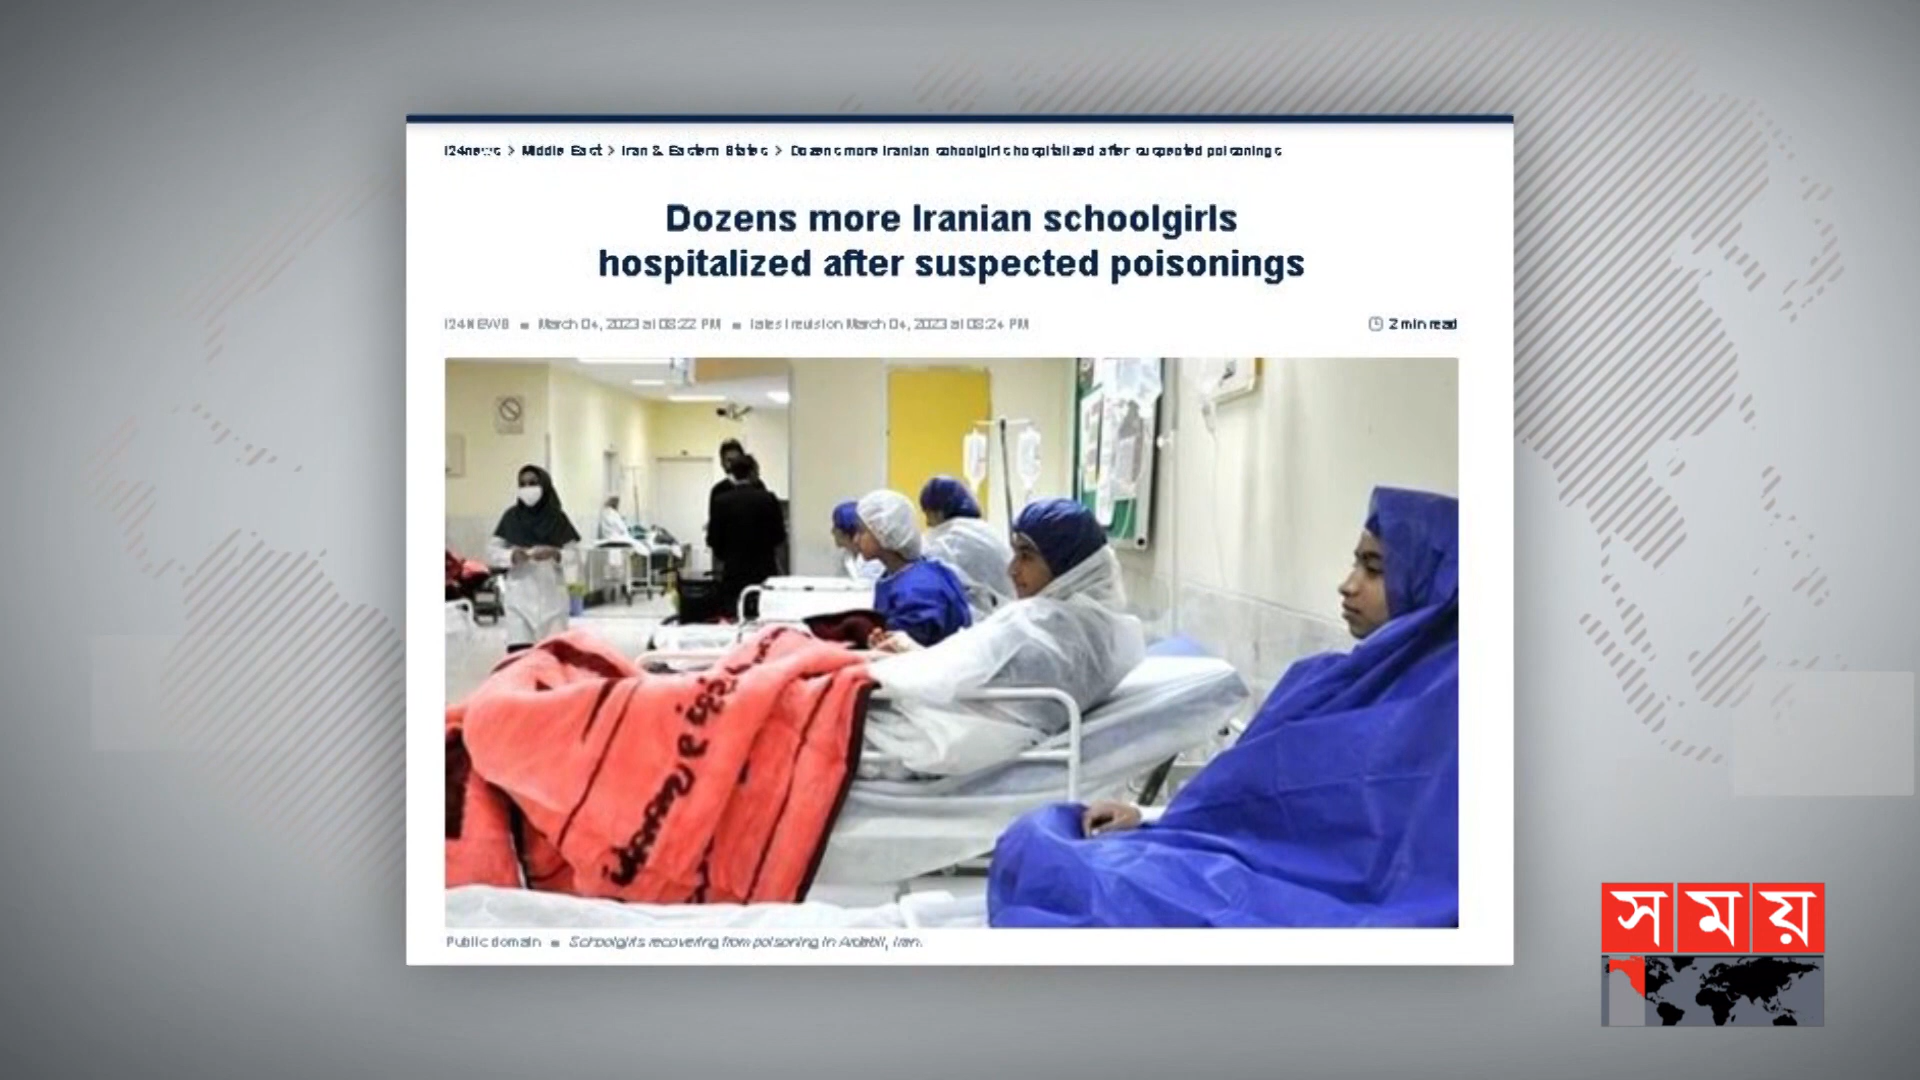 i24news > Middle East > Iran & Eastern States > Dozens more Iranian schoolgirls hospitalized after suspected poisonings
Dozens more Iranian schoolgirls
hospitalized after suspected poisonings
I24NEWS ■ March 04, 2023 at 08:22 PM ■ latest revision March 04, 2023 at 08:24 PM
2 min read
Public domain ■ Schoolgirls recovering from poisoning in Ardabil, Iran.
সময়